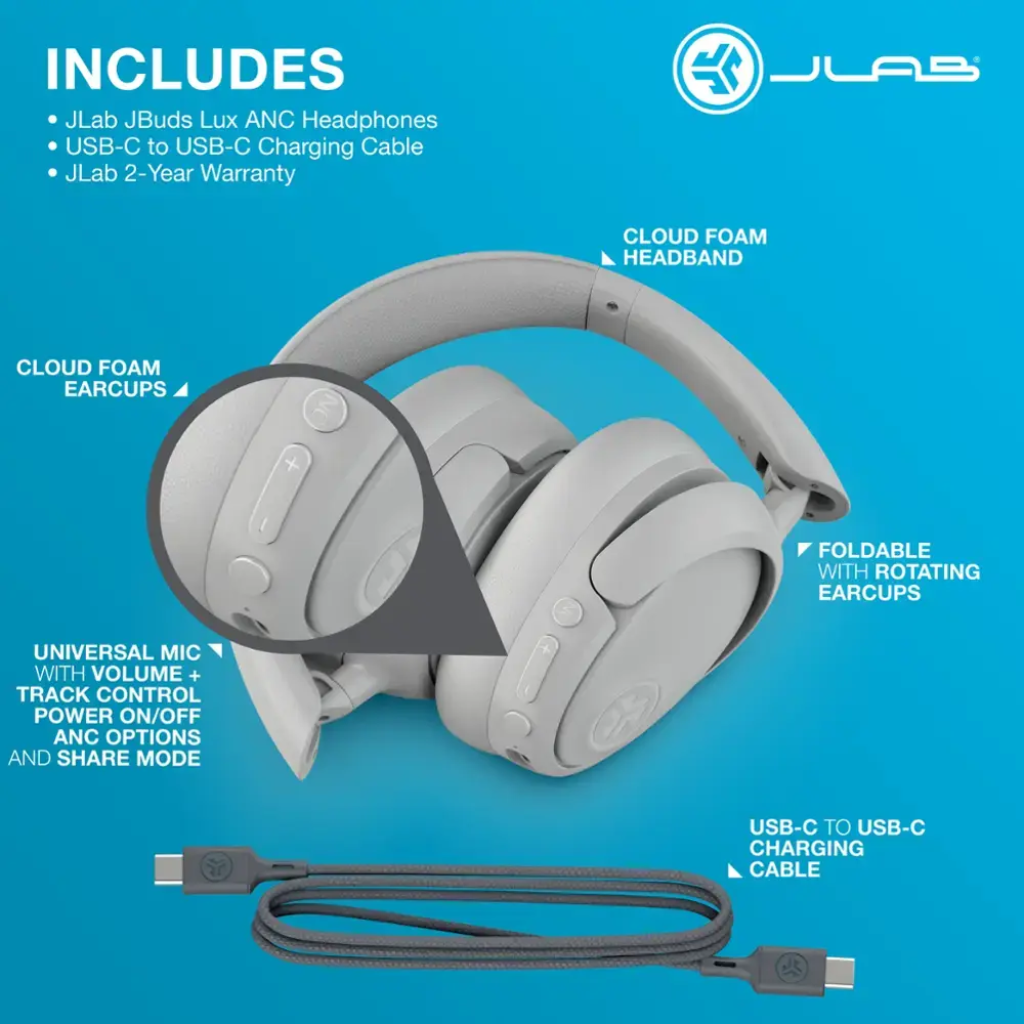 INCLUDES
• JLab JBuds Lux ANC Headphones
• USB-C to USB-C Charging Cable
• JLab 2-Year Warranty
JLAB®
CLOUD FOAM
HEADBAND
CLOUD FOAM
EARCUPS
NC
+
-
FOLDABLE
WITH ROTATING
EARCUPS
UNIVERSAL MIC
WITH VOLUME +
TRACK CONTROL
POWER ON/OFF
ANC OPTIONS
AND SHARE MODE
NC
+
-
USB-C TO USB-C
CHARGING
CABLE